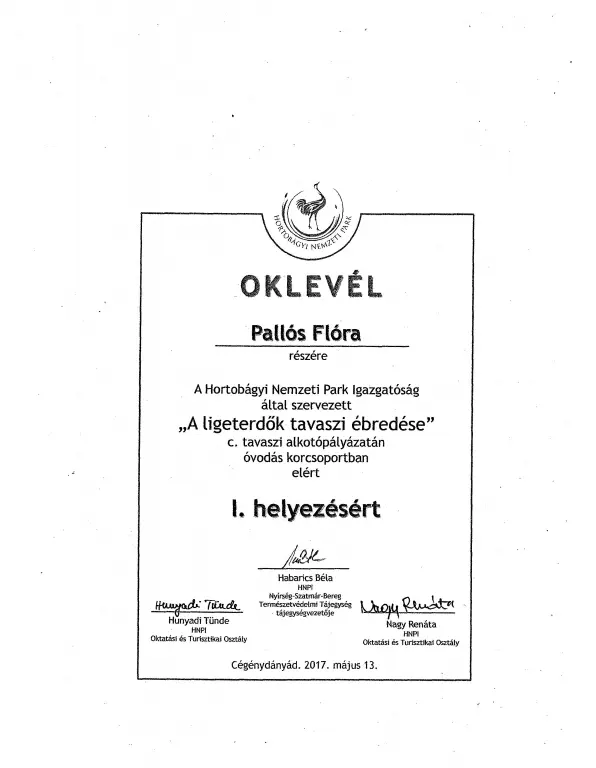 HORTOBÁGYI NEMZETI PARK
OKLEVÉL
Pallós Flóra
részére
A Hortobágyi Nemzeti Park Igazgatóság
által szervezett
„A ligeterdők tavaszi ébredése”
c. tavaszi alkotópályázatán
óvodás korcsoportban
elért
I. helyezésért
Habarics Béla
HNPI
Nyírség-Szatmár-Bereg
Természetvédelmi Tájegység
tájegységvezetője
Hunyadi Tünde
Hunyadi Tünde
HNPI
Oktatási és Turisztikai Osztály
Nagy Renáta
Nagy Renáta
HNPI
Oktatási és Turisztikai Osztály
Cégénydányád. 2017. május 13.